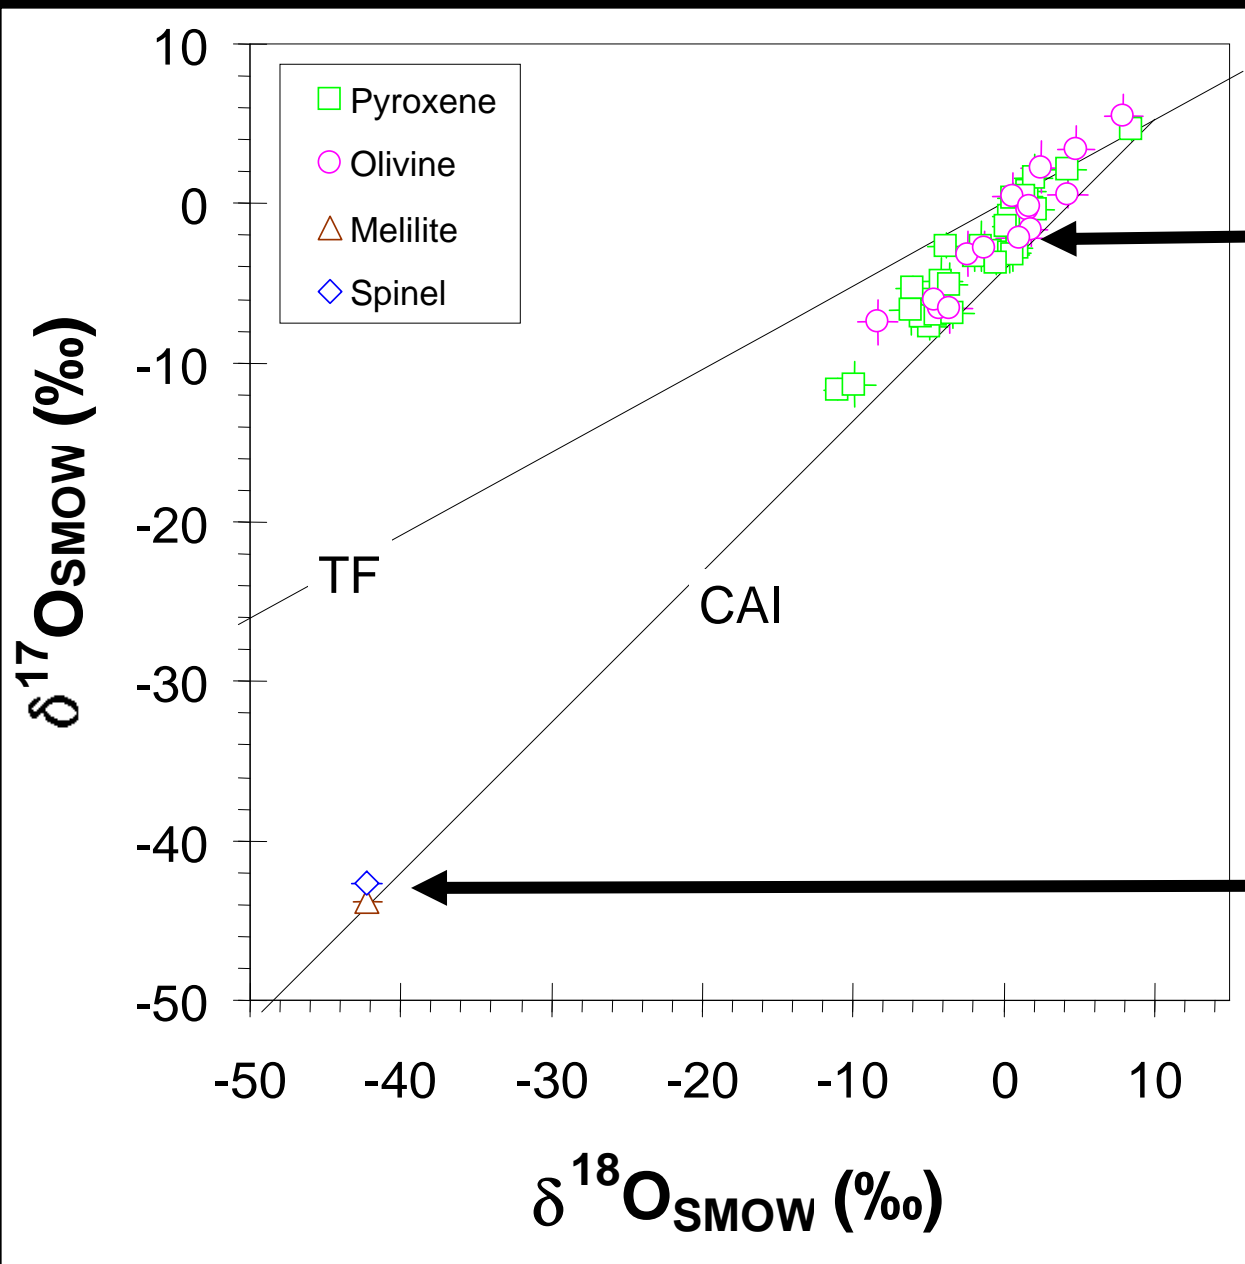 10
0
-10
-20
-30
-40
-50
Pyroxene
Olivine
Melilite
Spinel
TF
CAI
δ17OSMOW (‰)
-50 -40 -30 -20 -10 0 10
δ18OSMOW (‰)